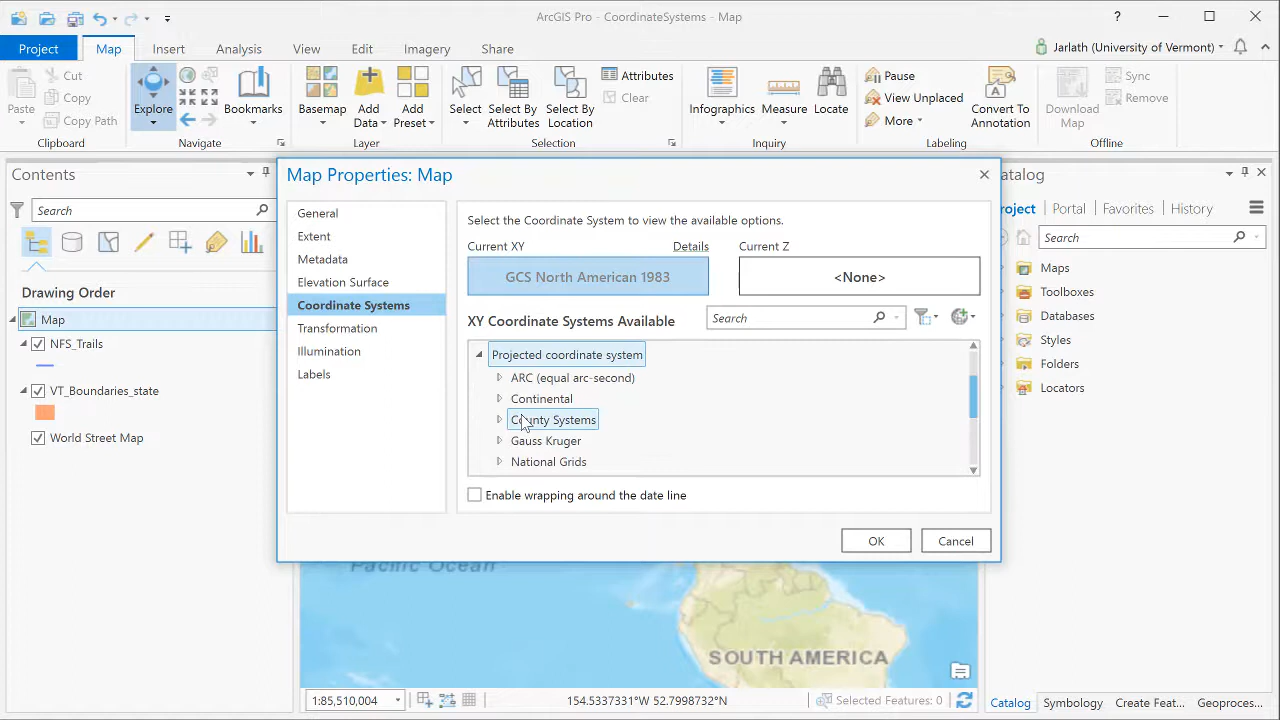 ArcGIS Pro - CoordinateSystems - Map
?
Project Map Insert Analysis View Edit Imagery Share
Jarlath (University of Vermont)
Paste
Cut
Copy
Copy Path
Clipboard
Explore
Bookmarks
Navigate
Basemap
Add Data
Add Preset
Layer
Select
Select By Attributes
Select By Location
Attributes
Clear
Selection
Infographics
Measure
Locate
Inquiry
Pause
View Unplaced
More
Convert To Annotation
Labeling
Download Map
Sync
Remove
Offline
Contents
Search
Drawing Order
Map
NFS_Trails
VT_Boundaries_state
World Street Map
Map Properties: Map
General
Extent
Metadata
Elevation Surface
Coordinate Systems
Transformation
Illumination
Labels
Select the Coordinate System to view the available options.
Current XY Details Current Z
GCS North American 1983 <None>
XY Coordinate Systems Available Search
Projected coordinate system
ARC (equal arc-second)
Continental
County Systems
Gauss Kruger
National Grids
Enable wrapping around the date line
OK Cancel
atalog
roject Portal Favorites History
Search
Maps
Toolboxes
Databases
Styles
Folders
Locators
Pacific Ocean
SOUTH AMERICA
1:85,510,004 154.5337331°W 52.7998732°N Selected Features: 0
Catalog Symbology Create Feat... Geoproces...